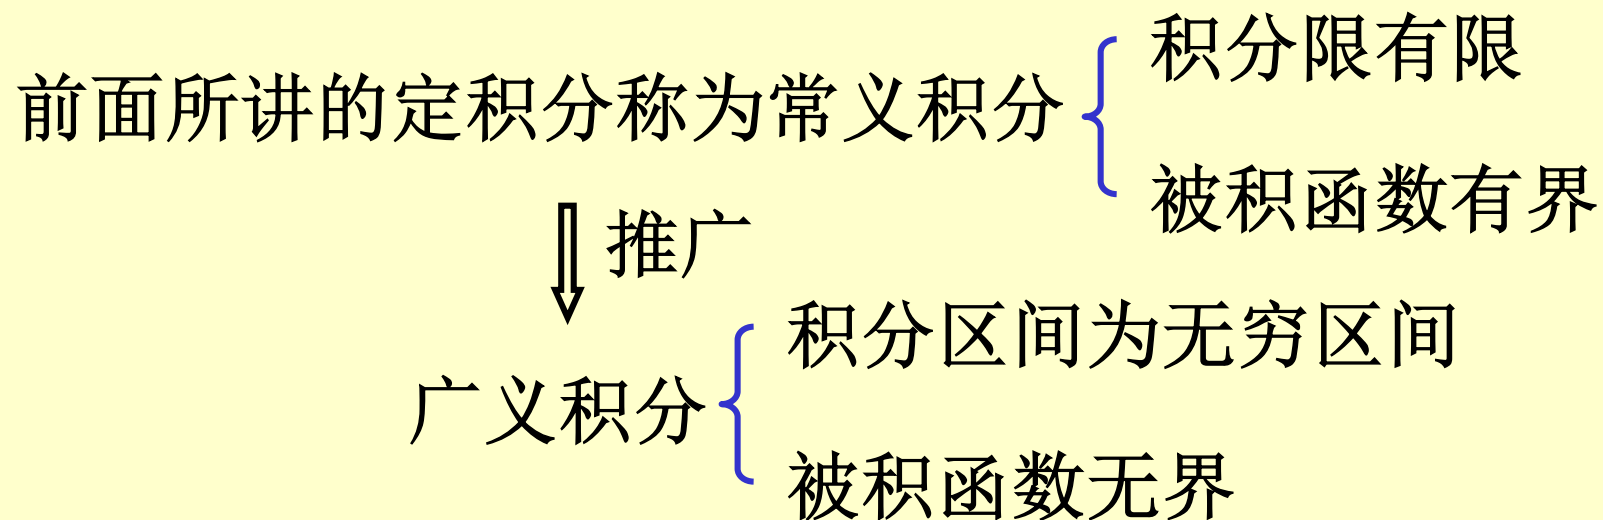 积分限有限
前面所讲的定积分称为常义积分
被积函数有界
推广
积分区间为无穷区间
广义积分
被积函数无界